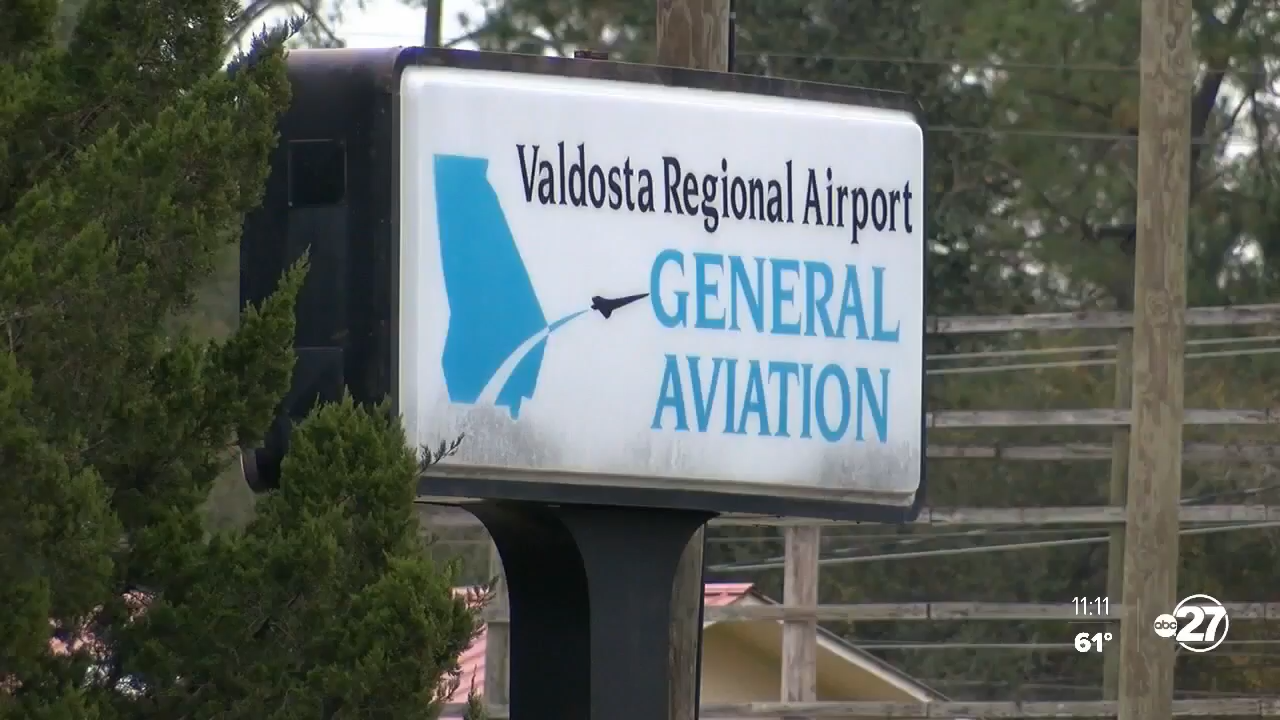 Valdosta Regional Airport
GENERAL
AVIATION
11:11
61°
abc 27